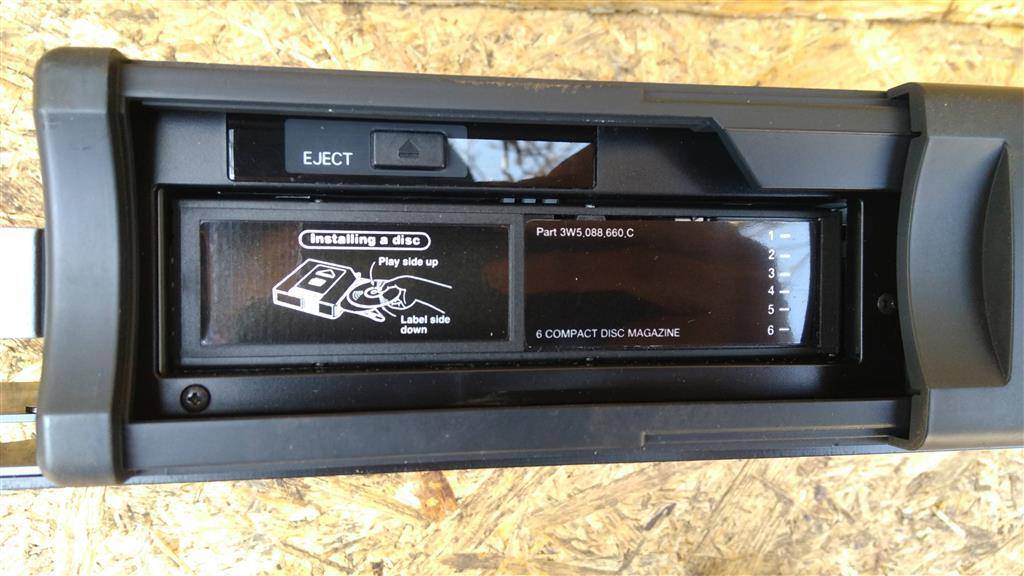 EJECT
Installing a disc
Play side up
Label side
down
Part 3W5,088,660,C
1 –
2 –
3 –
4 –
5 –
6 –
6 COMPACT DISC MAGAZINE